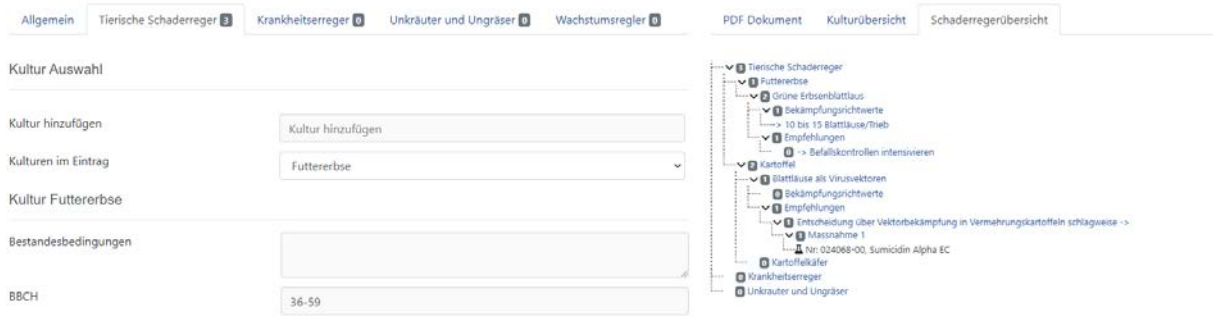 Allgemein Tierische Schaderreger 3 Krankheitserreger 0 Unkräuter und Ungräser 0 Wachstumsregler 0
Kultur Auswahl
Kultur hinzufügen Kultur hinzufügen
Kulturen im Eintrag Futtererbse
Kultur Futtererbse
Bestandesbedingungen
BBCH 36-59
PDF Dokument Kulturübersicht Schaderregerübersicht
3 Tierische Schaderreger
1 Futtererbse
2 Grüne Erbsenblattlaus
1 Bekämpfungsrichtwerte
-> 10 bis 15 Blattläuse/Trieb
1 Empfehlungen
0 -> Befallskontrollen intensivieren
2 Kartoffel
1 Blattläuse als Virusvektoren
0 Bekämpfungsrichtwerte
1 Empfehlungen
1 Entscheidung über Vektorbekämpfung in Vermehrungskartoffeln schlagweise ->
1 Massnahme 1
Nr: 024068-00, Sumicidin Alpha EC
0 Kartoffelkäfer
0 Krankheitserreger
0 Unkrauter und Ungräser